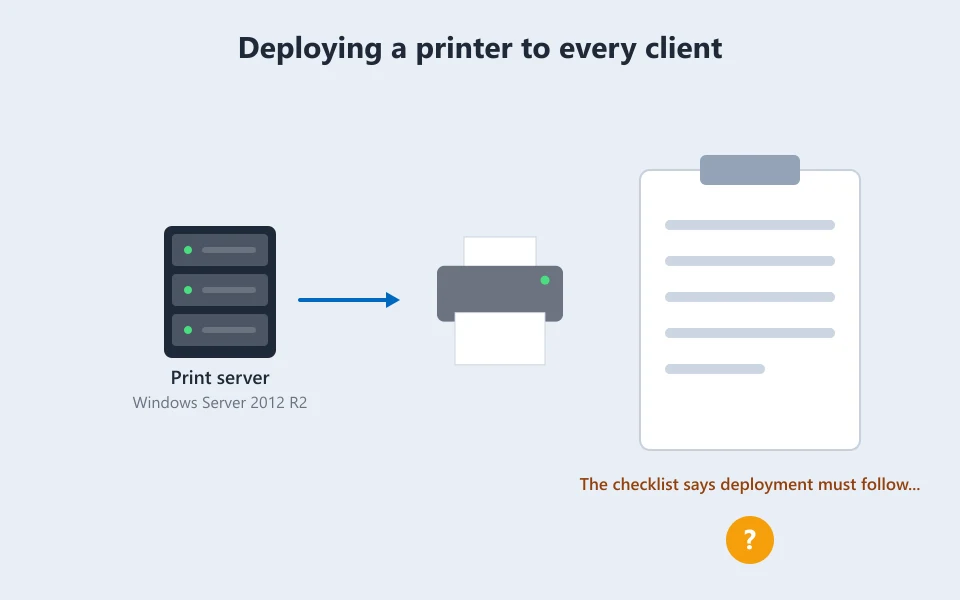 Deploying a printer to every client
Print server
Windows Server 2012 R2
The checklist says deployment must follow...
?